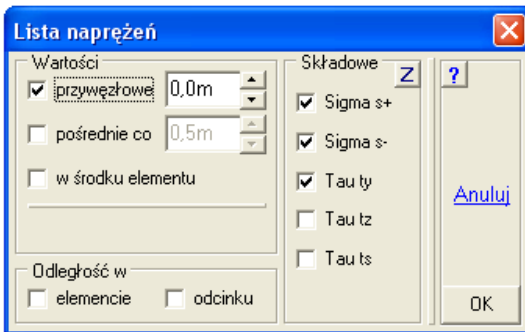 Lista naprężeń
Wartości
przywęzłowe 0,0m
pośrednie co 0,5m
w środku elementu
Odległość w
elemencie odcinku
Składowe Z
Sigma s+
Sigma s-
Tau ty
Tau tz
Tau ts
?
Anuluj
OK